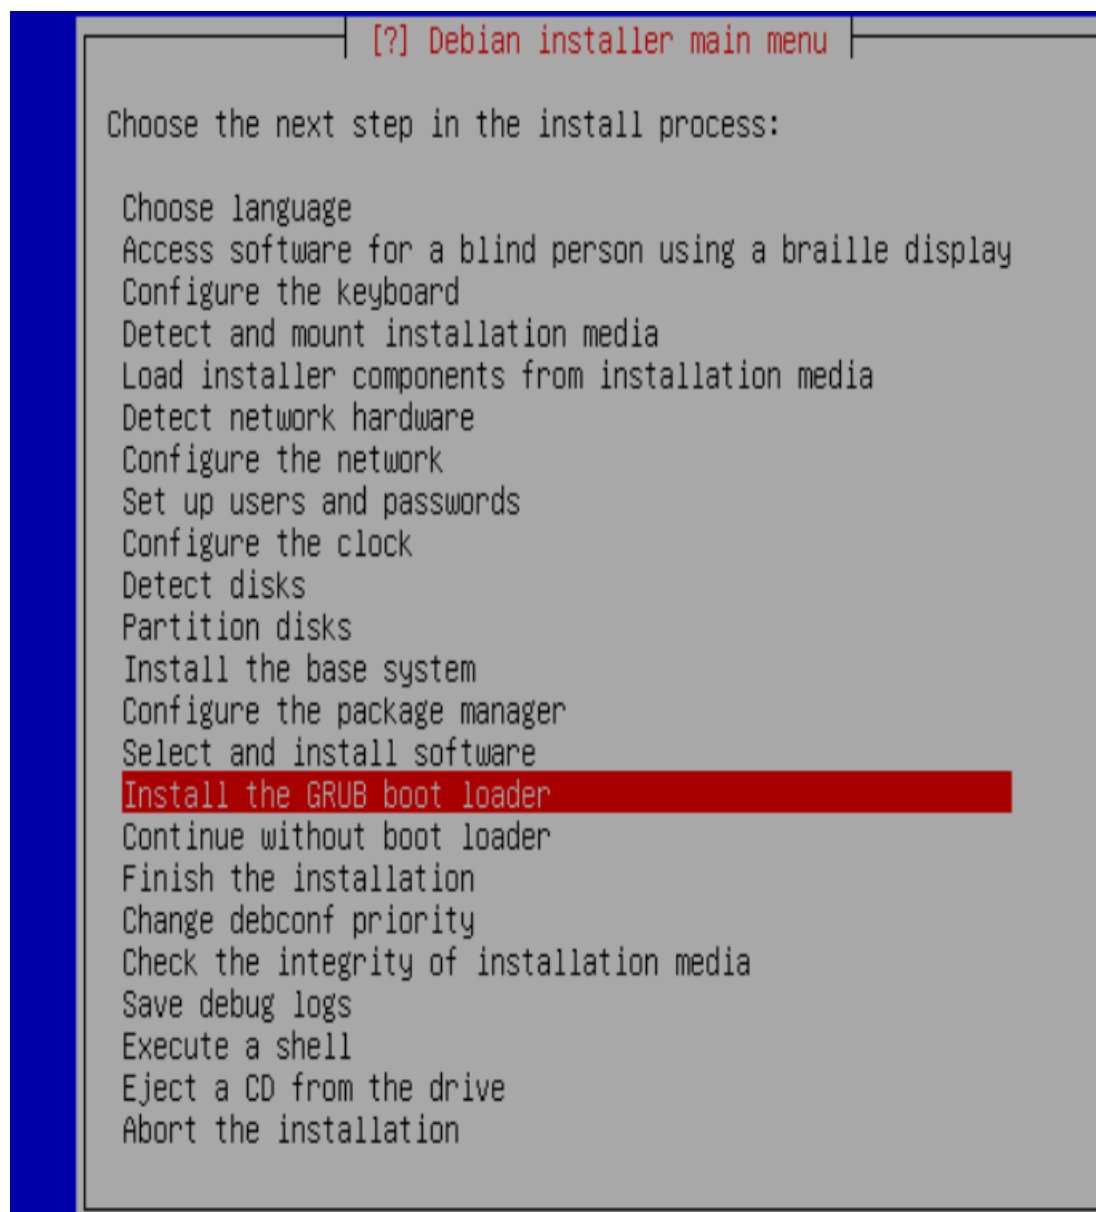 [?] Debian installer main menu
Choose the next step in the install process:
Choose language
Access software for a blind person using a braille display
Configure the keyboard
Detect and mount installation media
Load installer components from installation media
Detect network hardware
Configure the network
Set up users and passwords
Configure the clock
Detect disks
Partition disks
Install the base system
Configure the package manager
Select and install software
Install the GRUB boot loader
Continue without boot loader
Finish the installation
Change debconf priority
Check the integrity of installation media
Save debug logs
Execute a shell
Eject a CD from the drive
Abort the installation